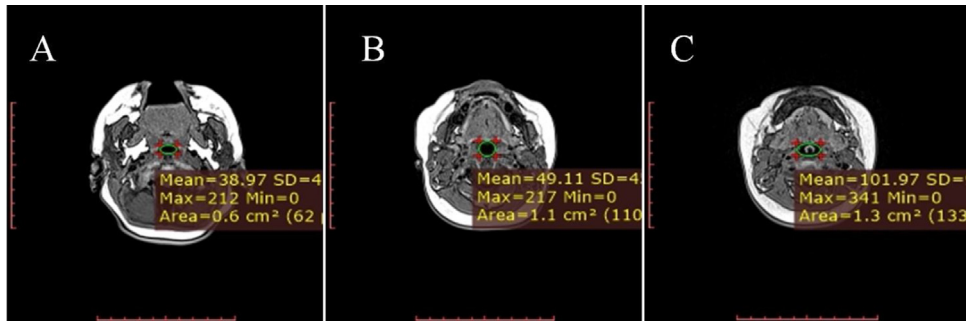 A
Mean=38.97 SD=4
Max=212 Min=0
Area=0.6 cm² (62
B
Mean=49.11 SD=4
Max=217 Min=0
Area=1.1 cm² (110
C
Mean=101.97 SD=
Max=341 Min=0
Area=1.3 cm² (133